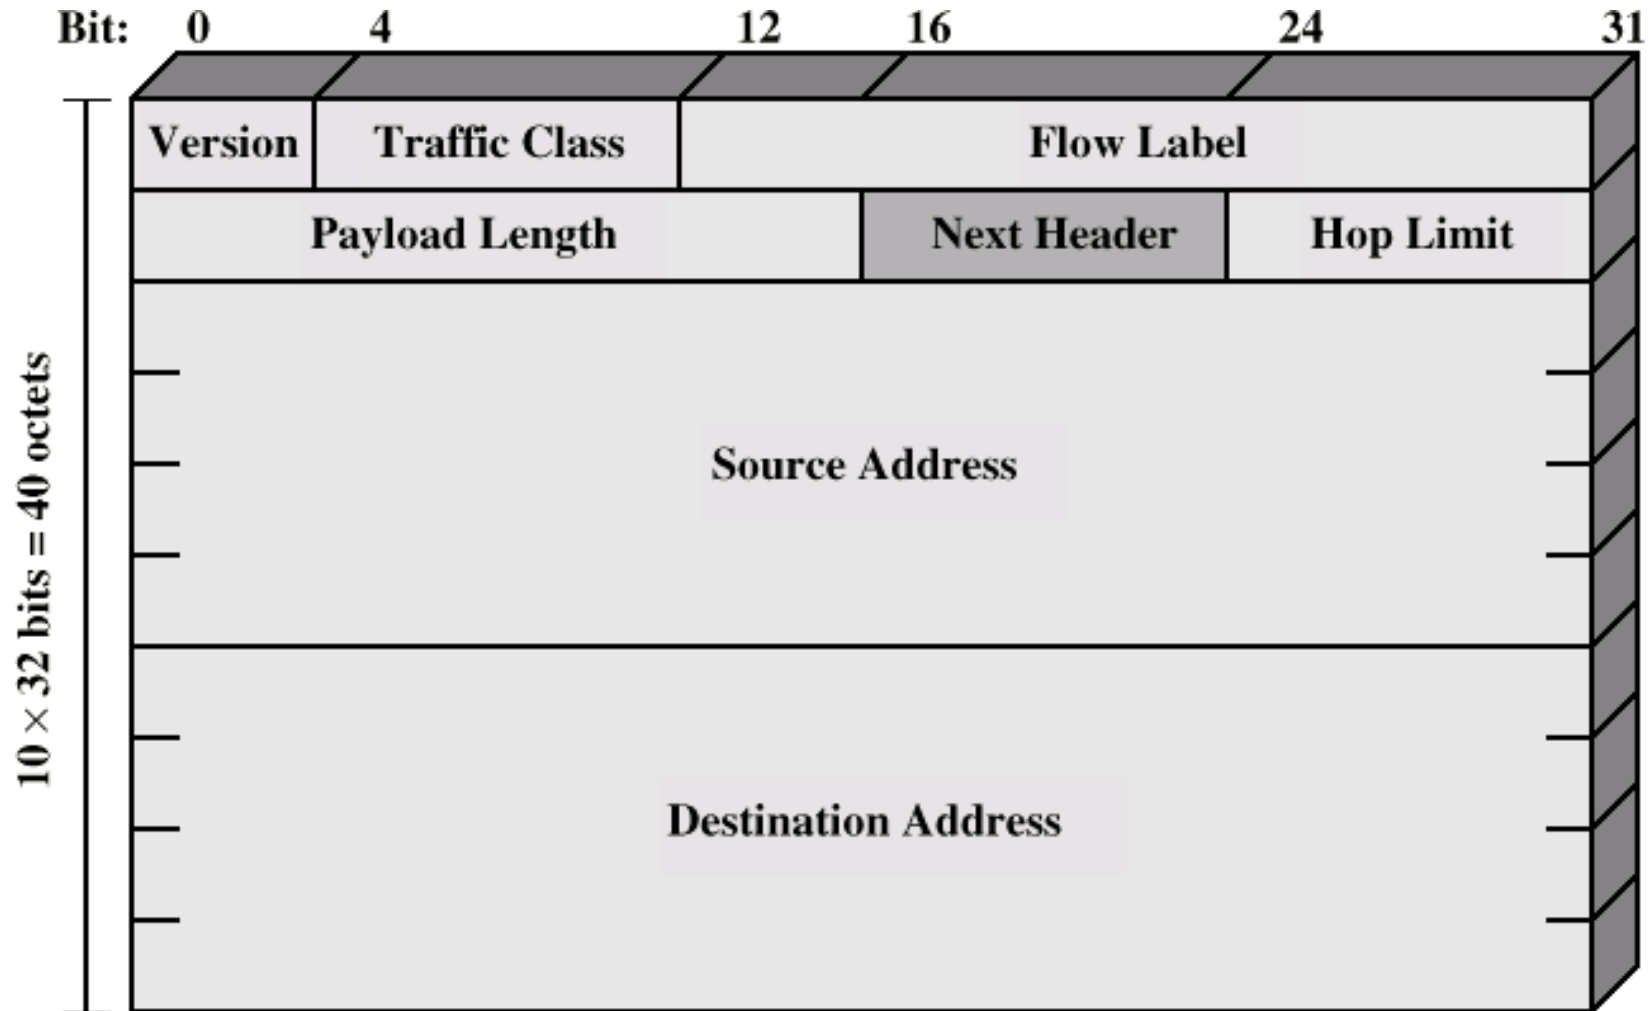 Bit: 0 4 12 16 24 31
Version Traffic Class Flow Label
Payload Length Next Header Hop Limit
Source Address
Destination Address
10 × 32 bits = 40 octets